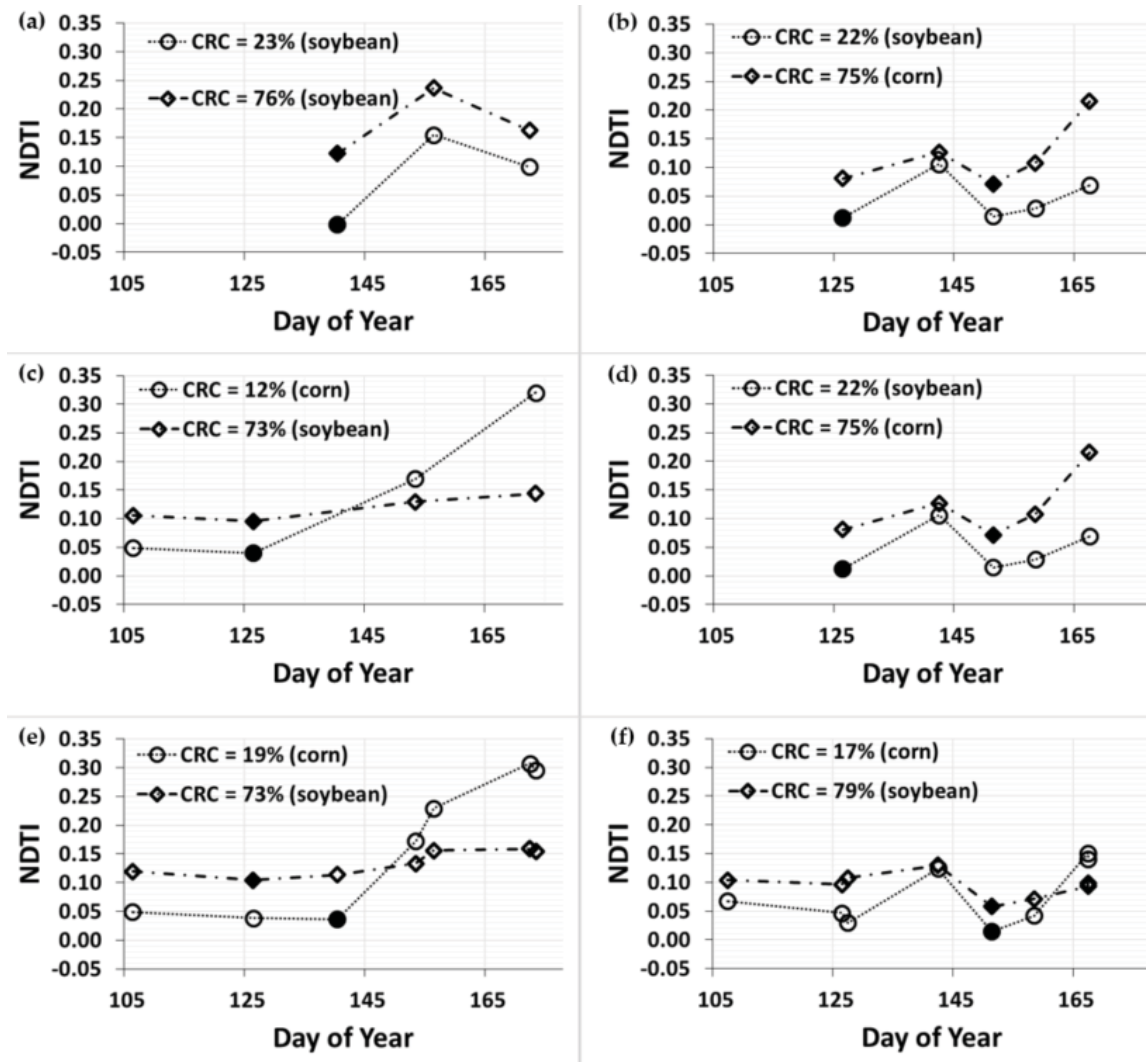 (a)
0.35
0.30
0.25
0.20
0.15
0.10
0.05
0.00
-0.05
NDTI
CRC = 23% (soybean)
CRC = 76% (soybean)
105 125 145 165
Day of Year
(b)
0.35
0.30
0.25
0.20
0.15
0.10
0.05
0.00
-0.05
NDTI
CRC = 22% (soybean)
CRC = 75% (corn)
105 125 145 165
Day of Year
(c)
0.35
0.30
0.25
0.20
0.15
0.10
0.05
0.00
-0.05
NDTI
CRC = 12% (corn)
CRC = 73% (soybean)
105 125 145 165
Day of Year
(d)
0.35
0.30
0.25
0.20
0.15
0.10
0.05
0.00
-0.05
NDTI
CRC = 22% (soybean)
CRC = 75% (corn)
105 125 145 165
Day of Year
(e)
0.35
0.30
0.25
0.20
0.15
0.10
0.05
0.00
-0.05
NDTI
CRC = 19% (corn)
CRC = 73% (soybean)
105 125 145 165
Day of Year
(f)
0.35
0.30
0.25
0.20
0.15
0.10
0.05
0.00
-0.05
NDTI
CRC = 17% (corn)
CRC = 79% (soybean)
105 125 145 165
Day of Year